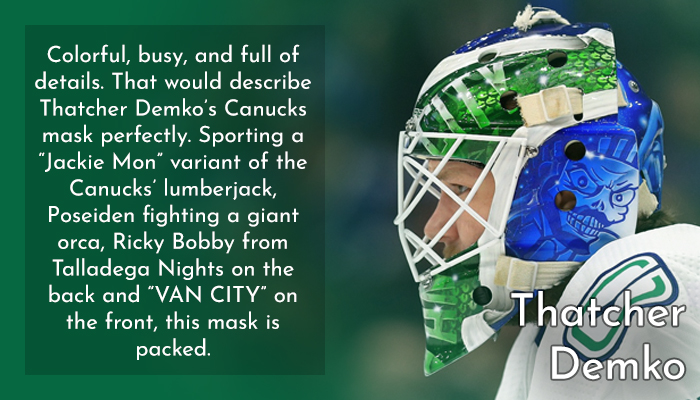 Colorful, busy, and full of
details. That would describe
Thatcher Demko's Canucks
mask perfectly. Sporting a
"Jackie Mon" variant of the
Canucks' lumberjack,
Poseiden fighting a giant
orca, Ricky Bobby from
Talladega Nights on the
back and "VAN CITY" on
the front, this mask is
packed.
Thatcher
Demko